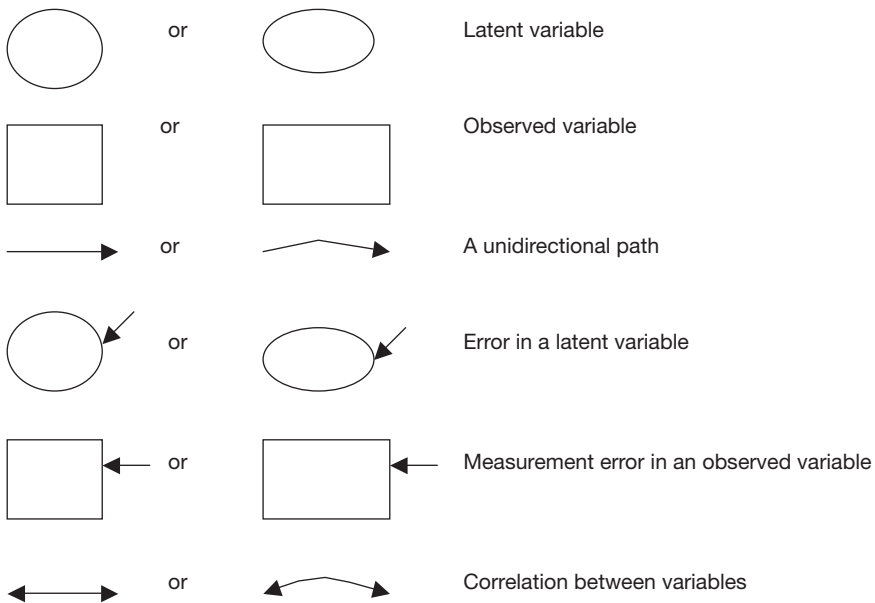 or Latent variable
or Observed variable
or A unidirectional path
or Error in a latent variable
or Measurement error in an observed variable
or Correlation between variables